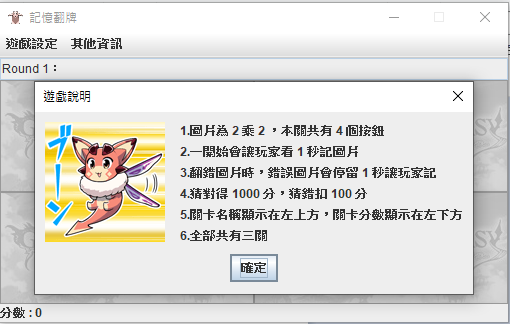 記憶翻牌
遊戲設定 其他資訊
Round 1：
遊戲說明
ブーン
1.圖片為 2 乘 2 ，本關共有 4 個按鈕
2.一開始會讓玩家看 1 秒記圖片
3.翻錯圖片時，錯誤圖片會停留 1 秒讓玩家記
4.猜對得 1000 分，猜錯扣 100 分
5.關卡名稱顯示在左上方，關卡分數顯示在左下方
6.全部共有三關
確定
分數 : 0